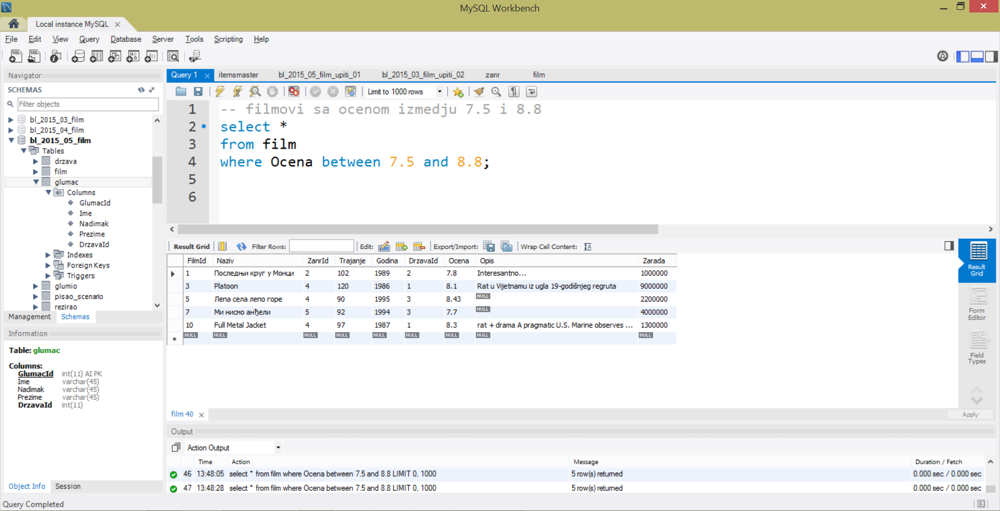 MySQL Workbench
Local instance MySQL
File Edit View Query Database Server Tools Scripting Help
Navigator
SCHEMAS
Filter objects
bl_2015_03_film
bl_2015_04_film
bl_2015_05_film
Tables
drzava
film
glumac
Columns
GlumacId
Ime
Nadimak
Prezime
DrzavaId
Indexes
Foreign Keys
Triggers
glumio
pisao_scenario
rezirao
Management Schemas
Information
Table: glumac
Columns:
GlumacId int(11) AI PK
Ime varchar(45)
Nadimak varchar(45)
Prezime varchar(45)
DrzavaId int(11)
Object Info Session
Query 1 itemsmaster bl_2015_05_film_upiti_01 bl_2015_03_film_upiti_02 zanr film
Limit to 1000 rows
1 -- filmovi sa ocenom izmedju 7.5 i 8.8
2 select *
3 from film
4 where Ocena between 7.5 and 8.8;
5
6
Result Grid Filter Rows: Edit: Export/Import: Wrap Cell Content:
FilmId Naziv ZanrId Trajanje Godina DrzavaId Ocena Opis Zarada
1 Последњи круг у Монци 2 102 1989 2 7.8 Interesantno... 1000000
3 Platoon 4 120 1986 1 8.1 Rat u Vijetnamu iz ugla 19-godišnjeg regruta 9000000
5 Лепа села лепо горе 4 90 1995 3 8.43 NULL 2200000
7 Ми нисмо анђели 5 92 1994 3 7.7 NULL 4000000
10 Full Metal Jacket 4 97 1987 1 8.3 rat + drama A pragmatic U.S. Marine observes ... 1300000
* NULL NULL NULL NULL NULL NULL NULL NULL NULL
Result
Grid
Form
Editor
Field
Types
film 40
Apply
Output
Action Output
Time Action Message Duration / Fetch
46 13:48:05 select * from film where Ocena between 7.5 and 8.8 LIMIT 0, 1000 5 row(s) returned 0.000 sec / 0.000 sec
47 13:48:28 select * from film where Ocena between 7.5 and 8.8 LIMIT 0, 1000 5 row(s) returned 0.000 sec / 0.000 sec
Query Completed